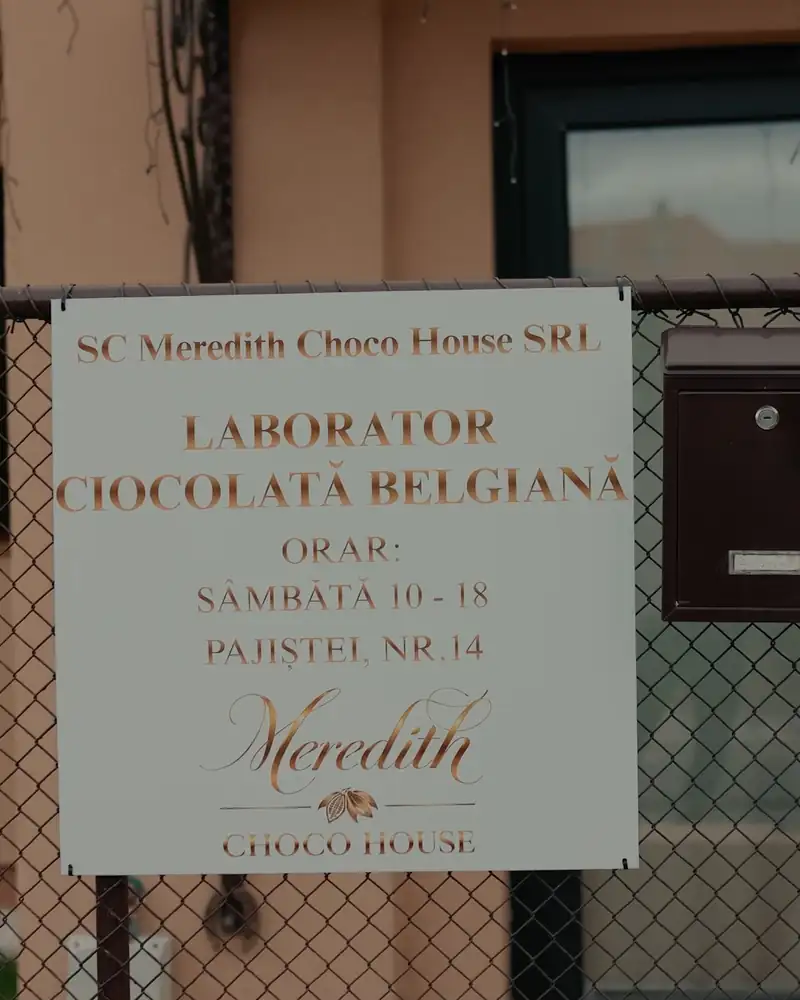 SC Meredith Choco House SRL
LABORATOR
CIOCOLATĂ BELGIANĂ
ORAR:
SÂMBĂTĂ 10 - 18
PAJIȘTEI, NR.14
Meredith
CHOCO HOUSE